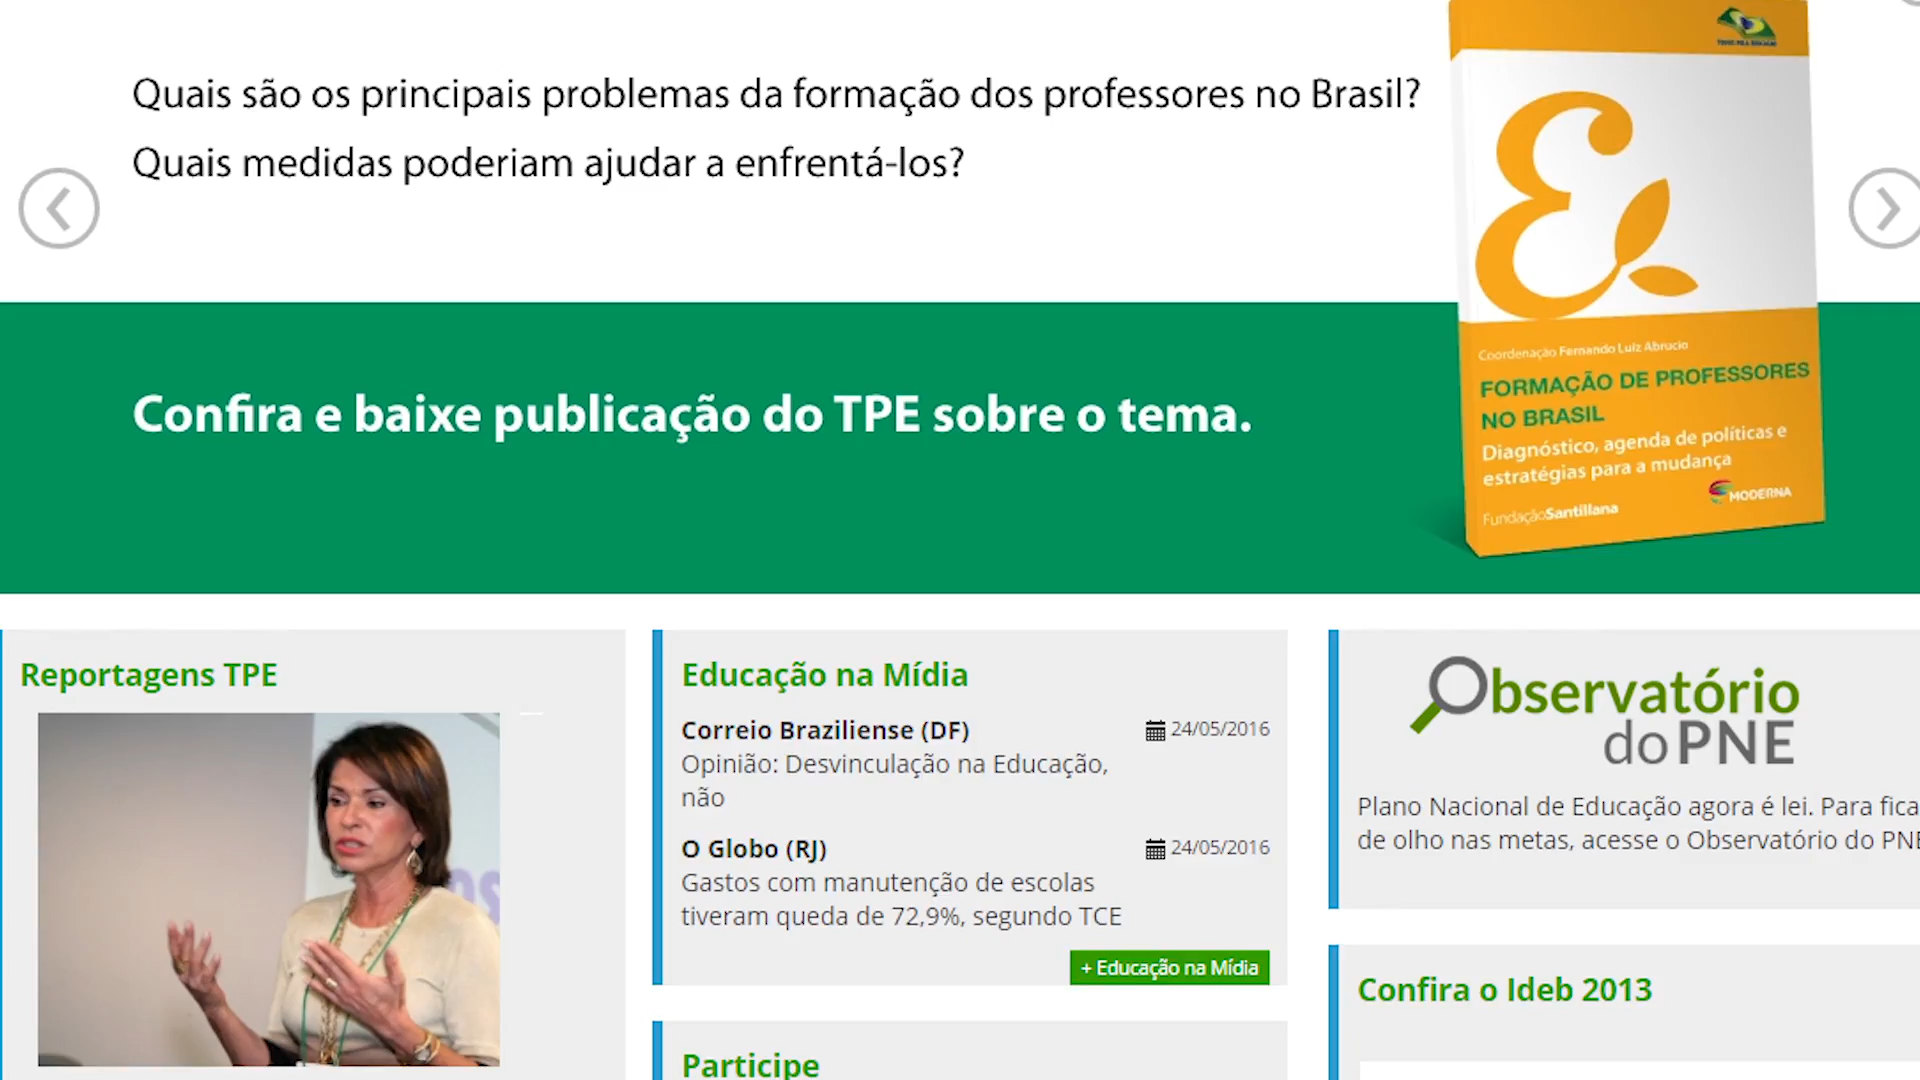 Quais são os principais problemas da formação dos professores no Brasil?
Quais medidas poderiam ajudar a enfrentá-los?
Confira e baixe publicação do TPE sobre o tema.
Coordenação Fernando Luiz Abrucio
FORMAÇÃO DE PROFESSORES
NO BRASIL
Diagnóstico, agenda de políticas e
estratégias para a mudança
FundaçãoSantillana
MODERNA
Reportagens TPE
Educação na Mídia
Correio Braziliense (DF) 24/05/2016
Opinião: Desvinculação na Educação,
não
O Globo (RJ) 24/05/2016
Gastos com manutenção de escolas
tiveram queda de 72,9%, segundo TCE
+ Educação na Mídia
Participe
Observatório
do PNE
Plano Nacional de Educação agora é lei. Para fica
de olho nas metas, acesse o Observatório do PNE
Confira o Ideb 2013